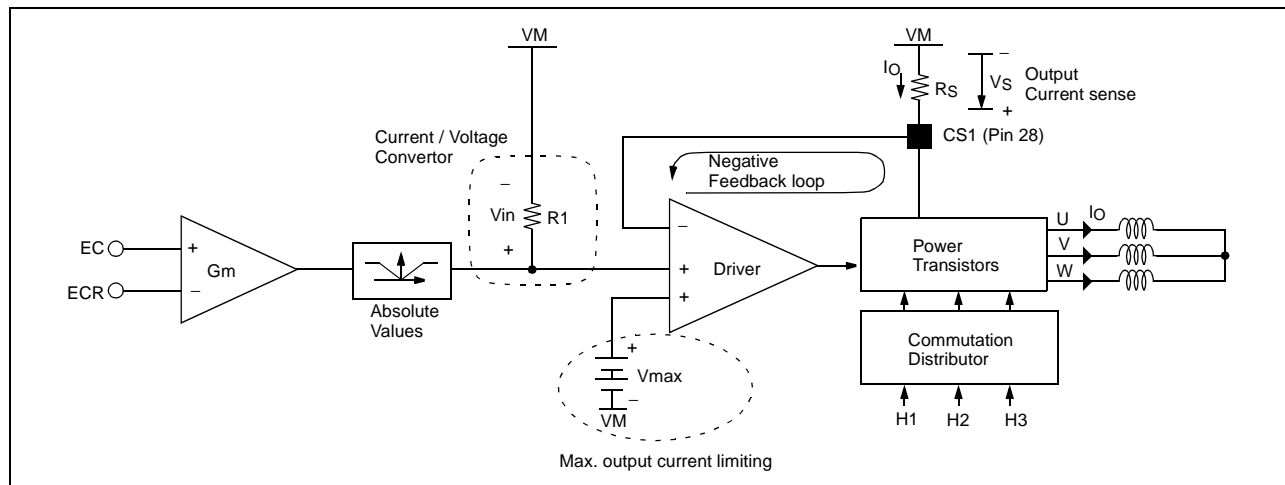 VM
VM
IO
RS
−
VS
+
Output
Current sense
CS1 (Pin 28)
Current / Voltage
Convertor
Negative
Feedback loop
−
Vin
+
R1
EC
ECR
+
−
Gm
Absolute
Values
−
+
+
Driver
Power
Transistors
U
V
W
IO
Commutation
Distributor
+
Vmax
−
VM
H1
H2
H3
Max. output current limiting